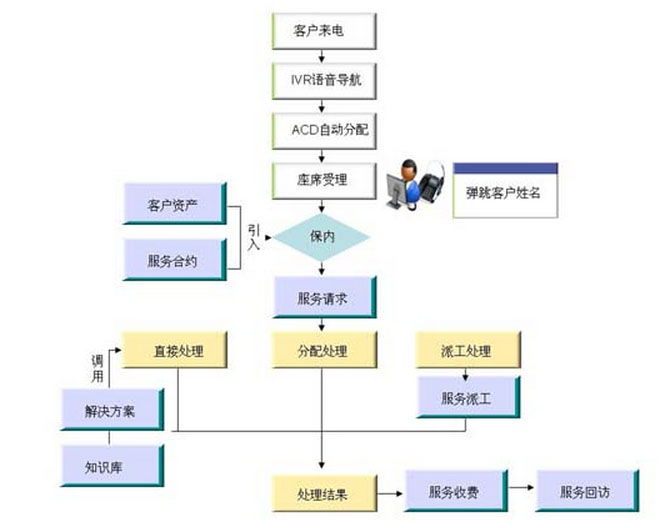 客户来电
IVR语音导航
ACD自动分配
座席受理
弹跳客户姓名
客户资产
服务合约
引入
保内
服务请求
直接处理
分配处理
派工处理
调用
解决方案
服务派工
知识库
处理结果
服务收费
服务回访